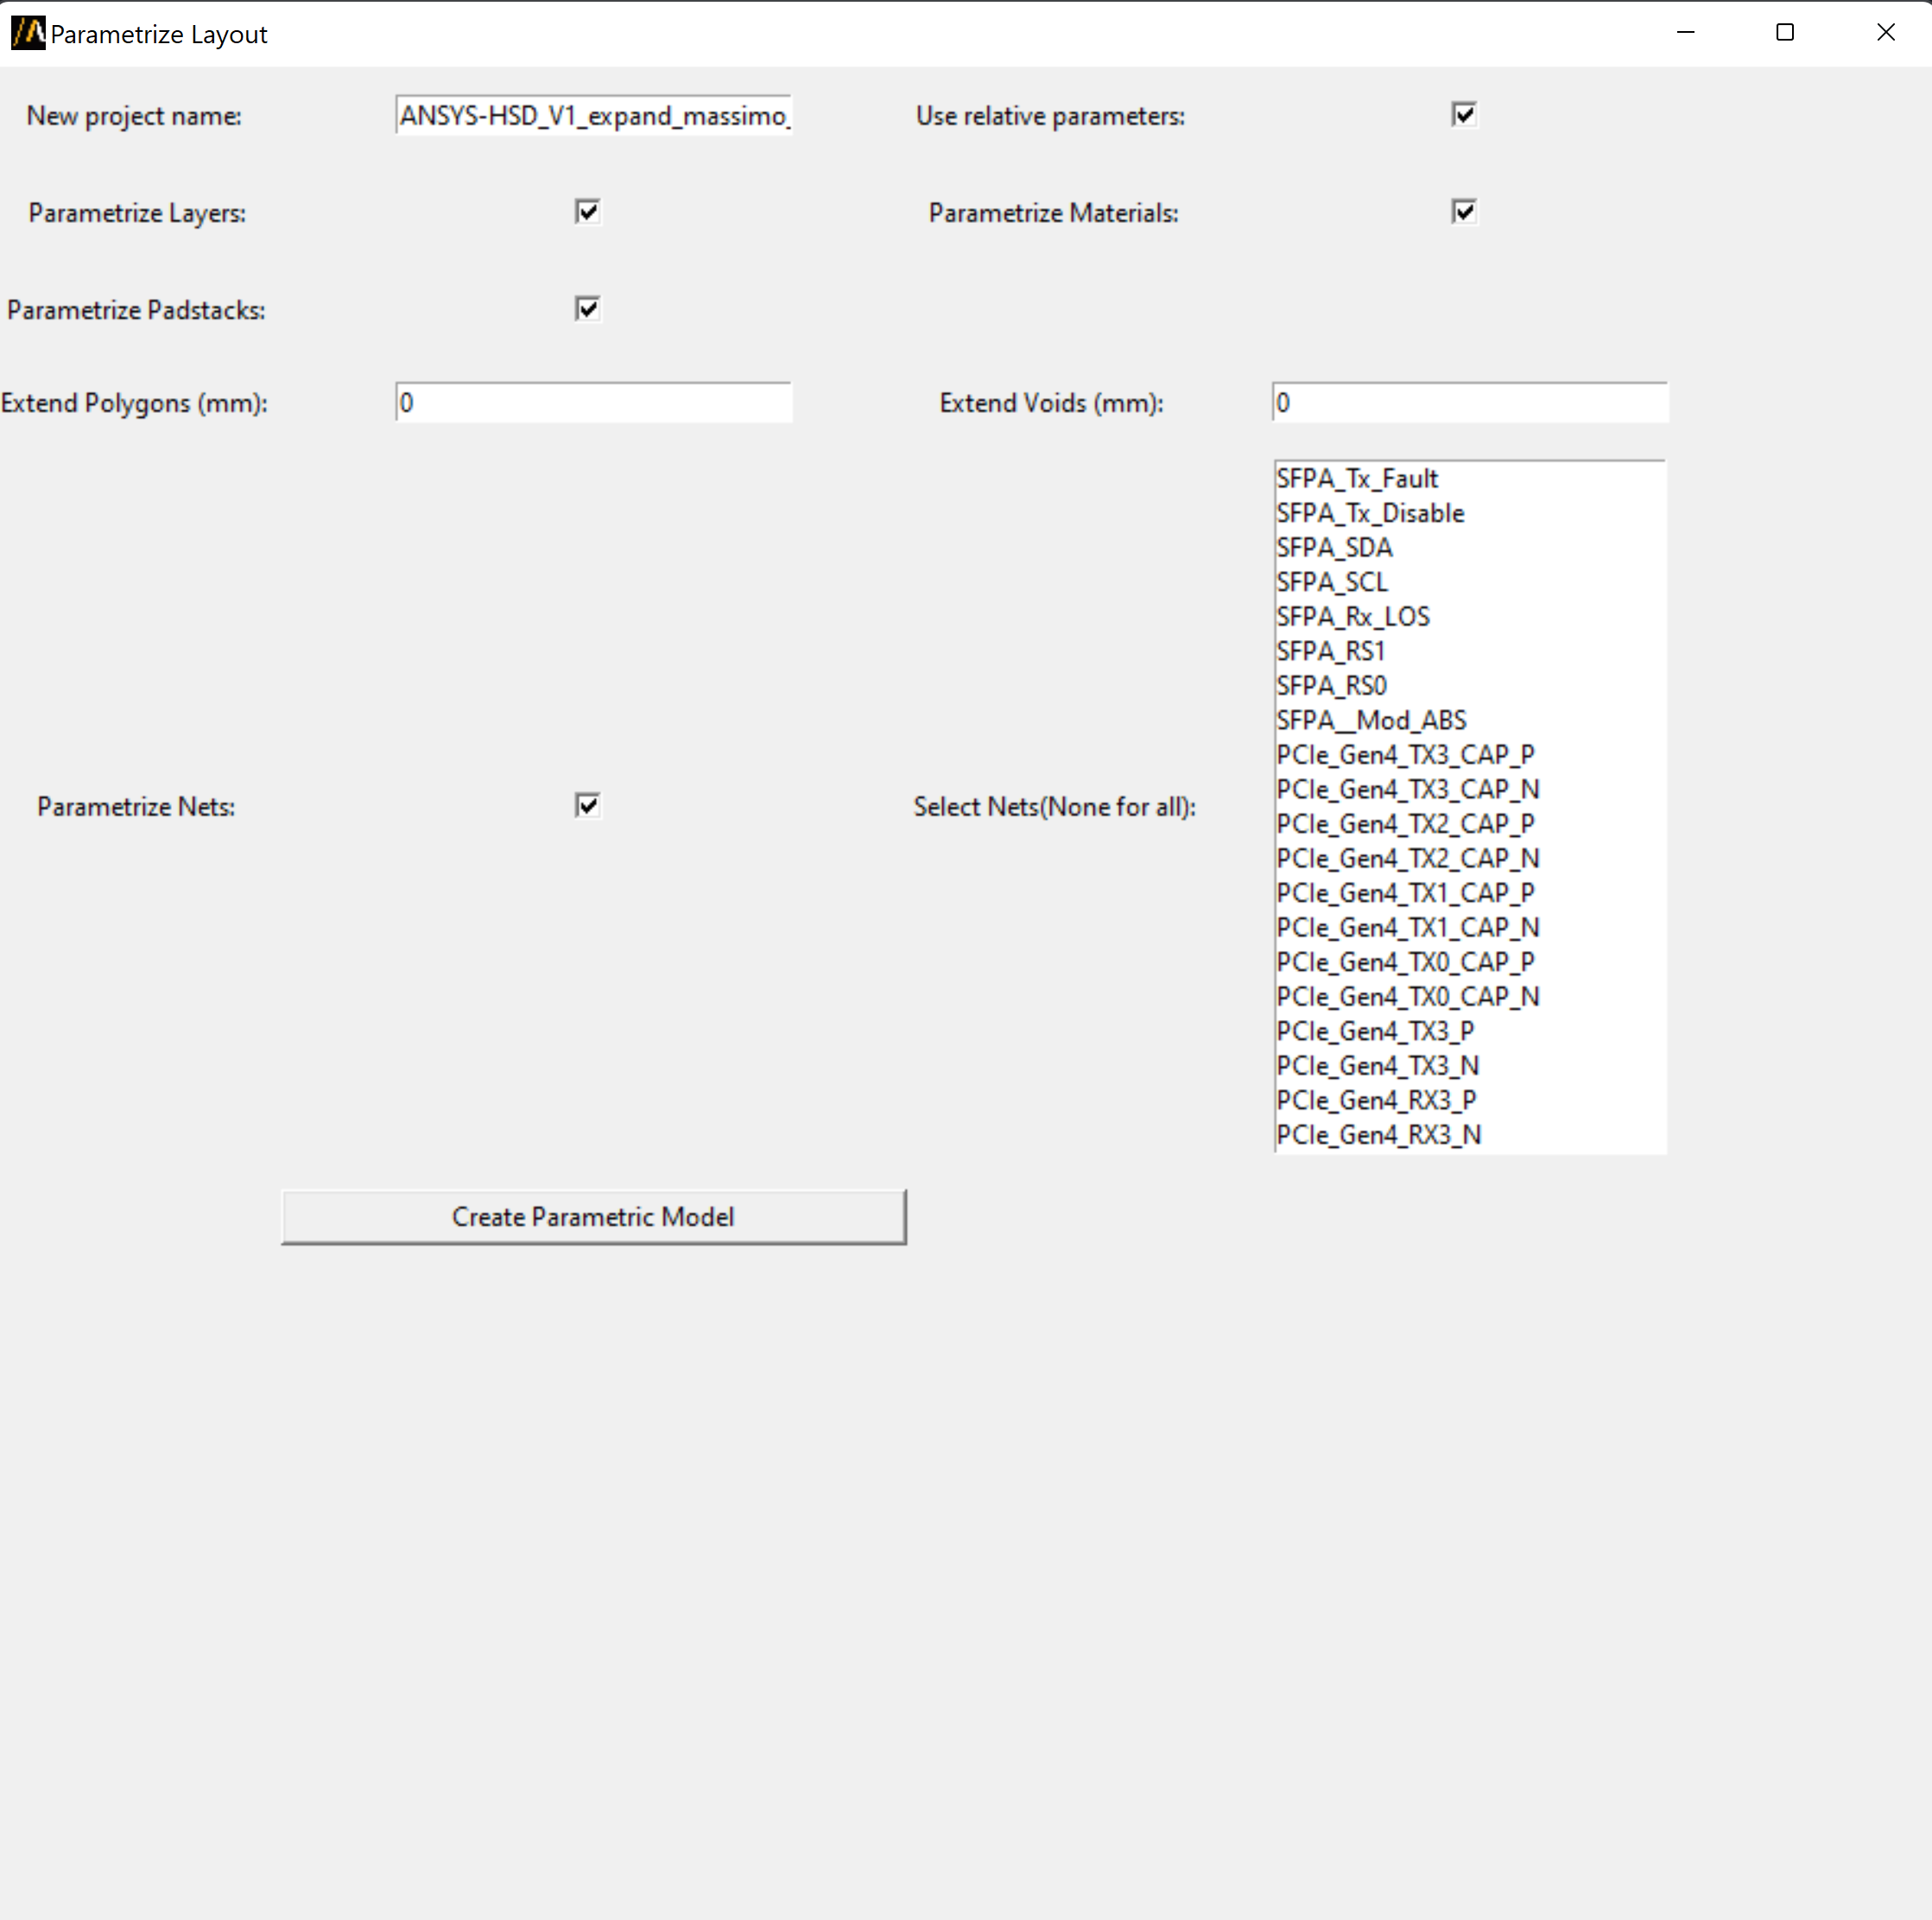 Parametrize Layout
New project name: ANSYS-HSD_V1_expand_massimo_ Use relative parameters:
Parametrize Layers: Parametrize Materials:
Parametrize Padstacks:
Extend Polygons (mm): 0 Extend Voids (mm): 0
Parametrize Nets: Select Nets(None for all):
SFPA_Tx_Fault
SFPA_Tx_Disable
SFPA_SDA
SFPA_SCL
SFPA_Rx_LOS
SFPA_RS1
SFPA_RS0
SFPA__Mod_ABS
PCIe_Gen4_TX3_CAP_P
PCIe_Gen4_TX3_CAP_N
PCIe_Gen4_TX2_CAP_P
PCIe_Gen4_TX2_CAP_N
PCIe_Gen4_TX1_CAP_P
PCIe_Gen4_TX1_CAP_N
PCIe_Gen4_TX0_CAP_P
PCIe_Gen4_TX0_CAP_N
PCIe_Gen4_TX3_P
PCIe_Gen4_TX3_N
PCIe_Gen4_RX3_P
PCIe_Gen4_RX3_N
Create Parametric Model